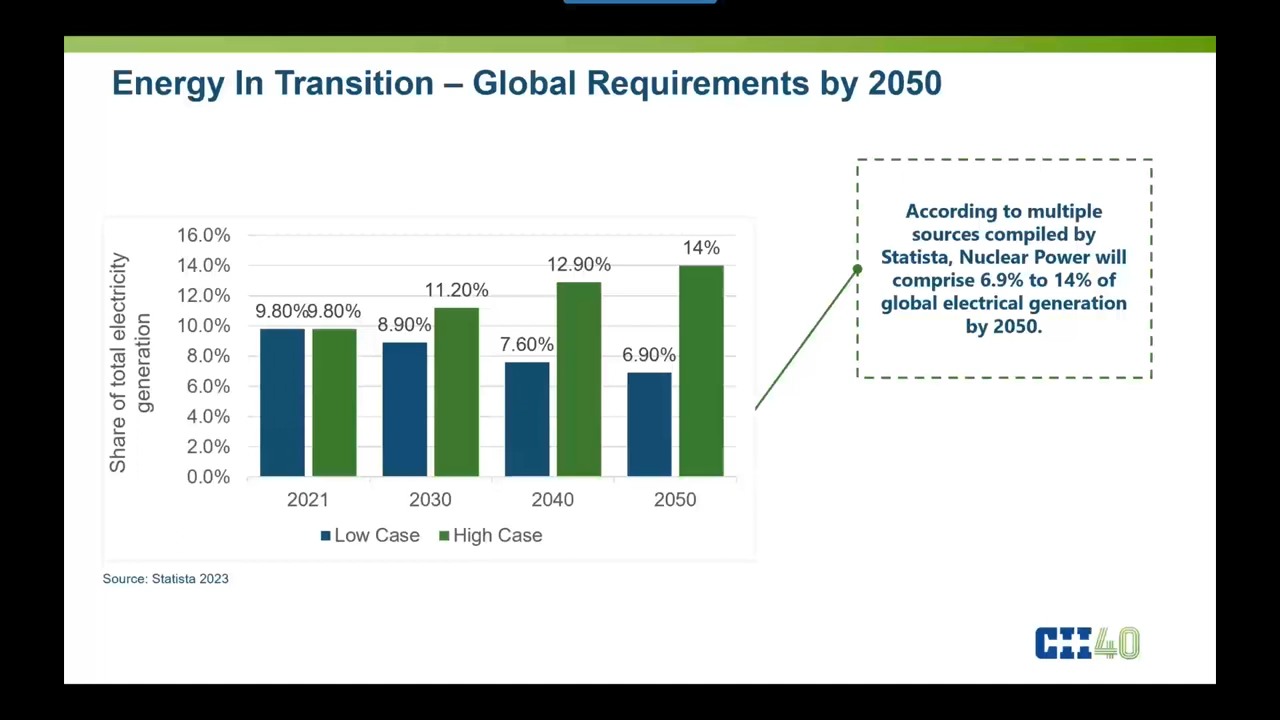 Energy In Transition – Global Requirements by 2050
According to multiple
sources compiled by
Statista, Nuclear Power will
comprise 6.9% to 14% of
global electrical generation
by 2050.
Share of total electricity
generation
16.0%
14.0%
12.0%
10.0%
8.0%
6.0%
4.0%
2.0%
0.0%
9.80% 9.80%
8.90% 11.20%
7.60% 12.90%
6.90% 14%
2021 2030 2040 2050
Low Case High Case
Source: Statista 2023
CII 40